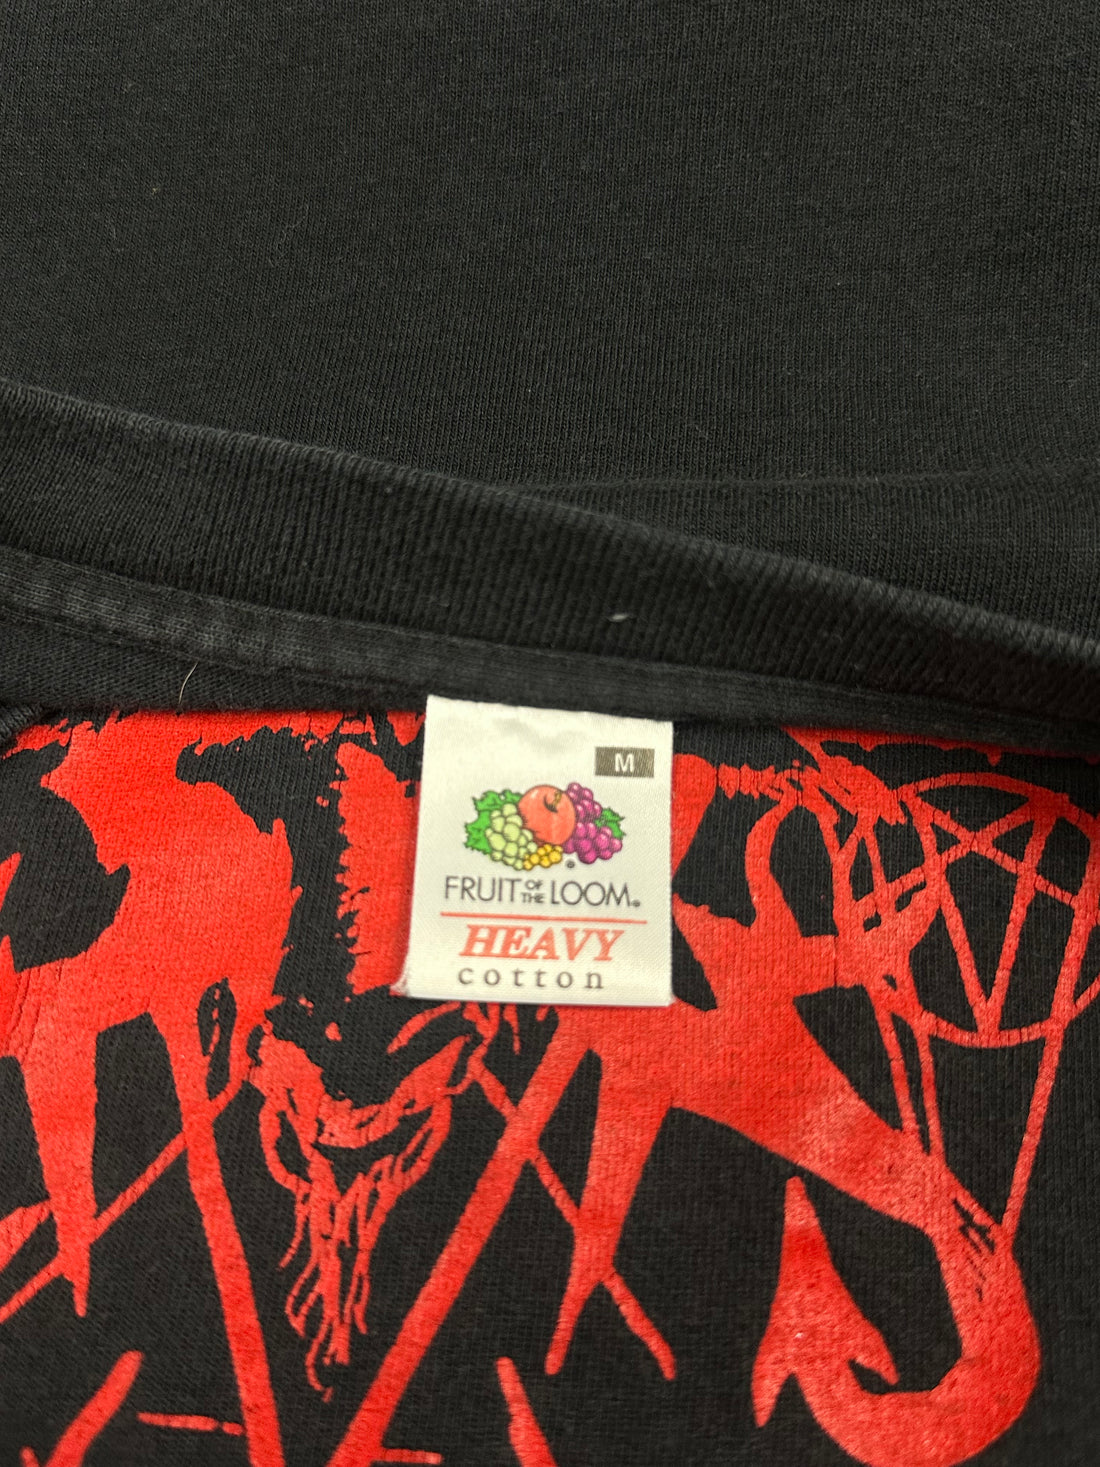 M
FRUIT OF THE LOOM®
HEAVY
cotton